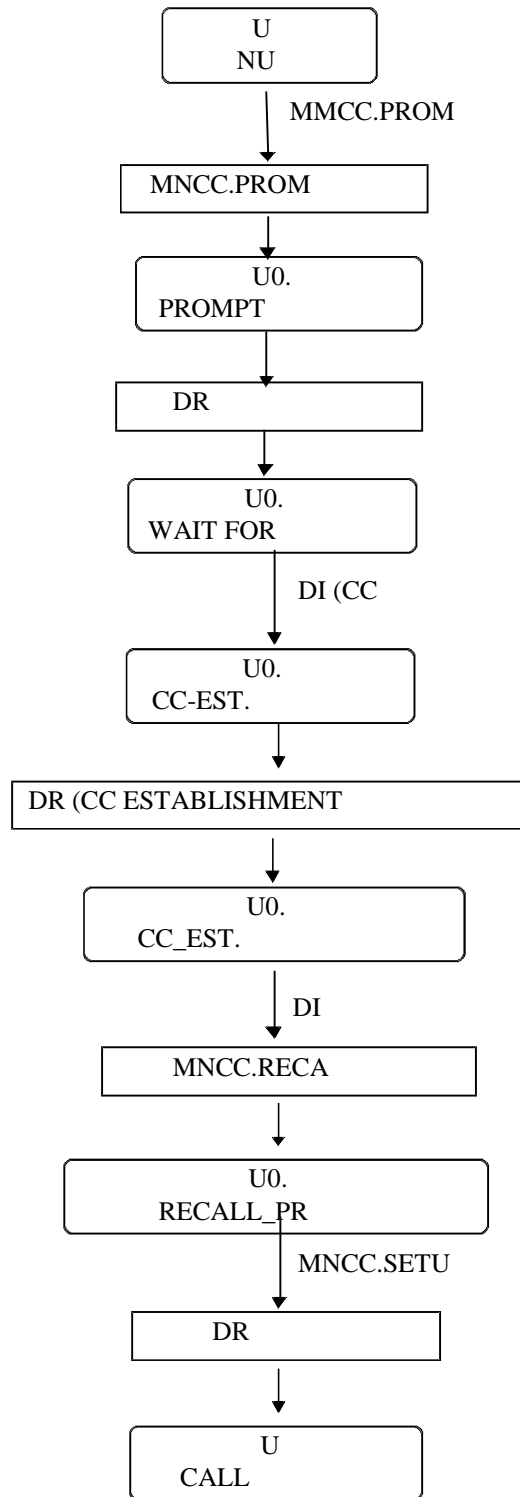 U
NU
MMCC.PROM
MNCC.PROM
U0.
PROMPT
DR
U0.
WAIT FOR
DI (CC
U0.
CC-EST.
DR (CC ESTABLISHMENT
U0.
CC_EST.
DI
MNCC.RECA
U0.
RECALL_PR
MNCC.SETU
DR
U
CALL